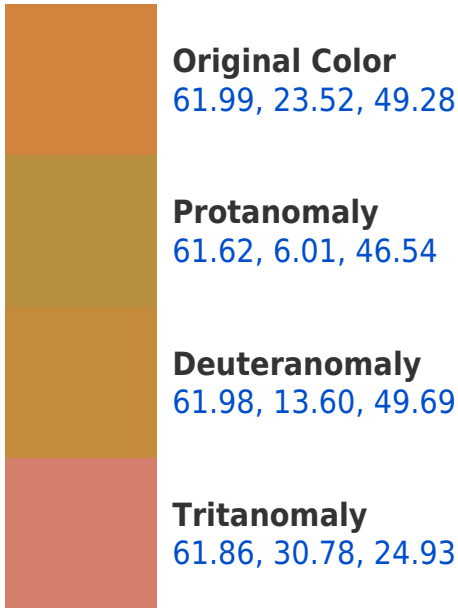 Original Color
61.99, 23.52, 49.28
Protanomaly
61.62, 6.01, 46.54
Deuteranomaly
61.98, 13.60, 49.69
Tritanomaly
61.86, 30.78, 24.93